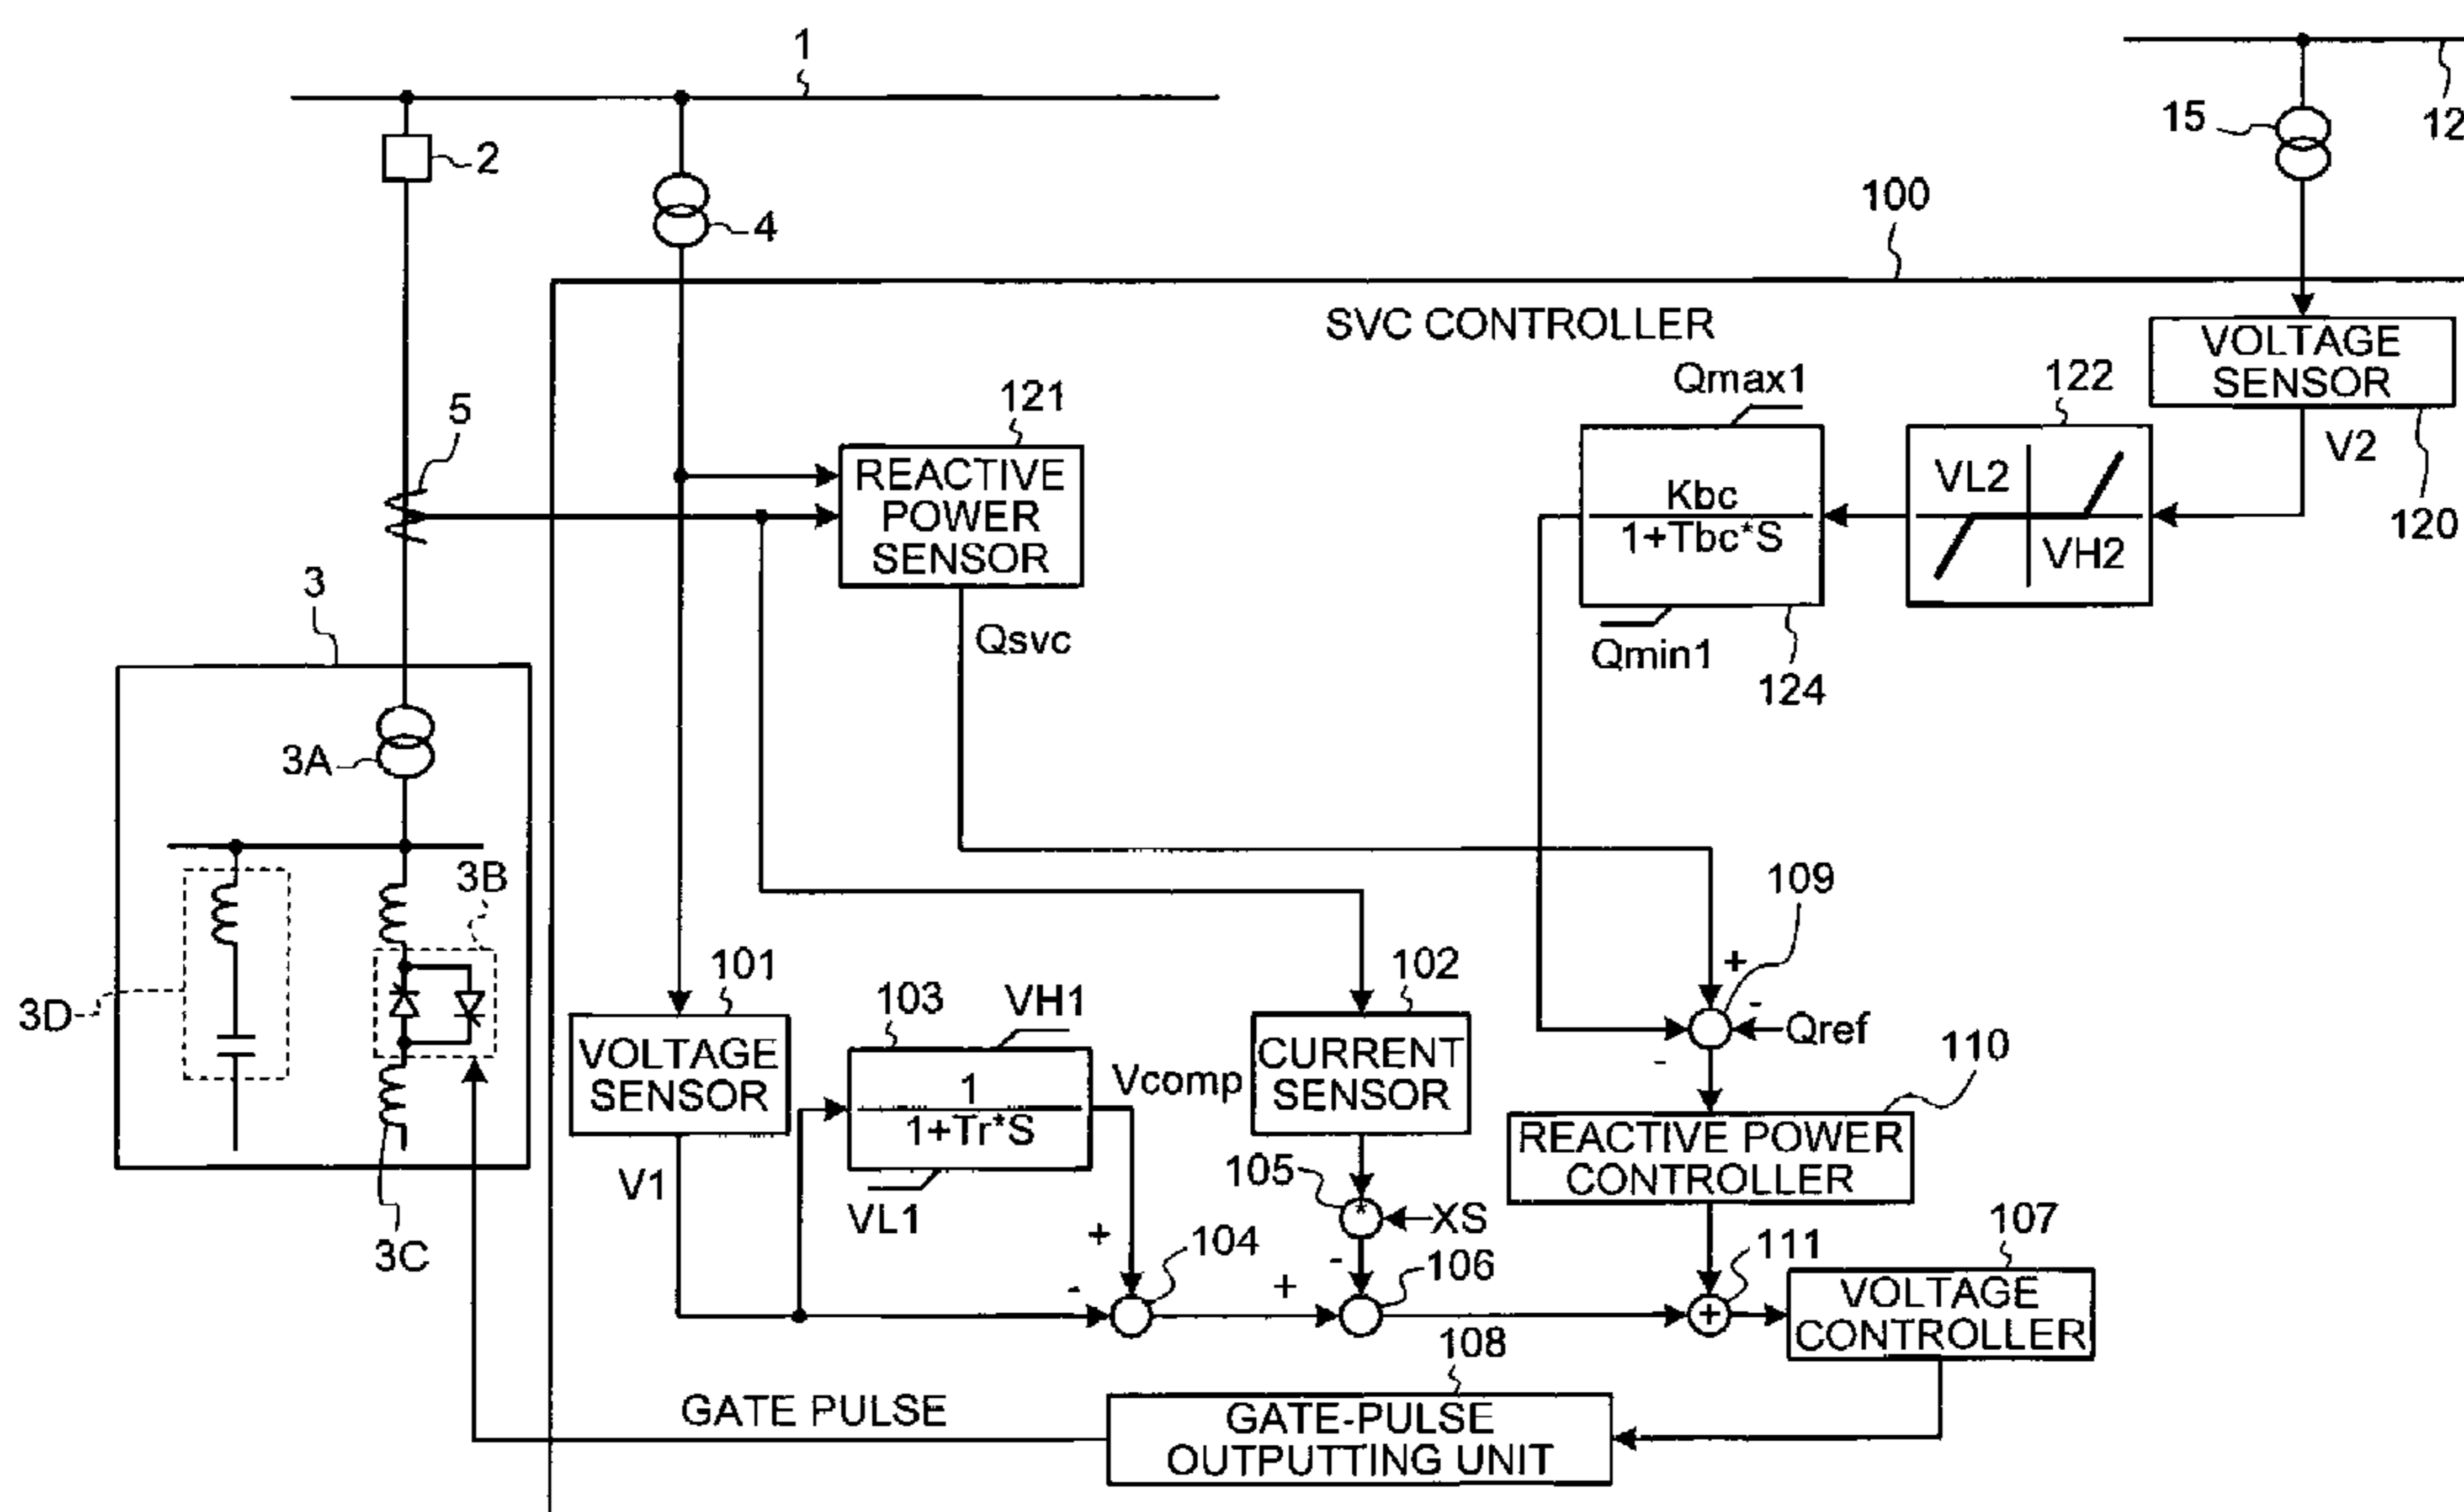 1
2
4
15
12
100
SVC CONTROLLER
VOLTAGE
SENSOR
120
V2
122
VL2
VH2
Qmax1
Kbc
1+Tbc*S
Qmin1
124
5
121
REACTIVE
POWER
SENSOR
Qsvc
3
3A
3B
3D
3C
101
VOLTAGE
SENSOR
V1
103
VH1
1
1+Tr*S
VL1
Vcomp
102
CURRENT
SENSOR
105
*
XS
109
+
-
-
Qref
110
REACTIVE POWER
CONTROLLER
+
-
104
+
-
106
111
+
107
VOLTAGE
CONTROLLER
108
GATE PULSE
GATE-PULSE
OUTPUTTING UNIT